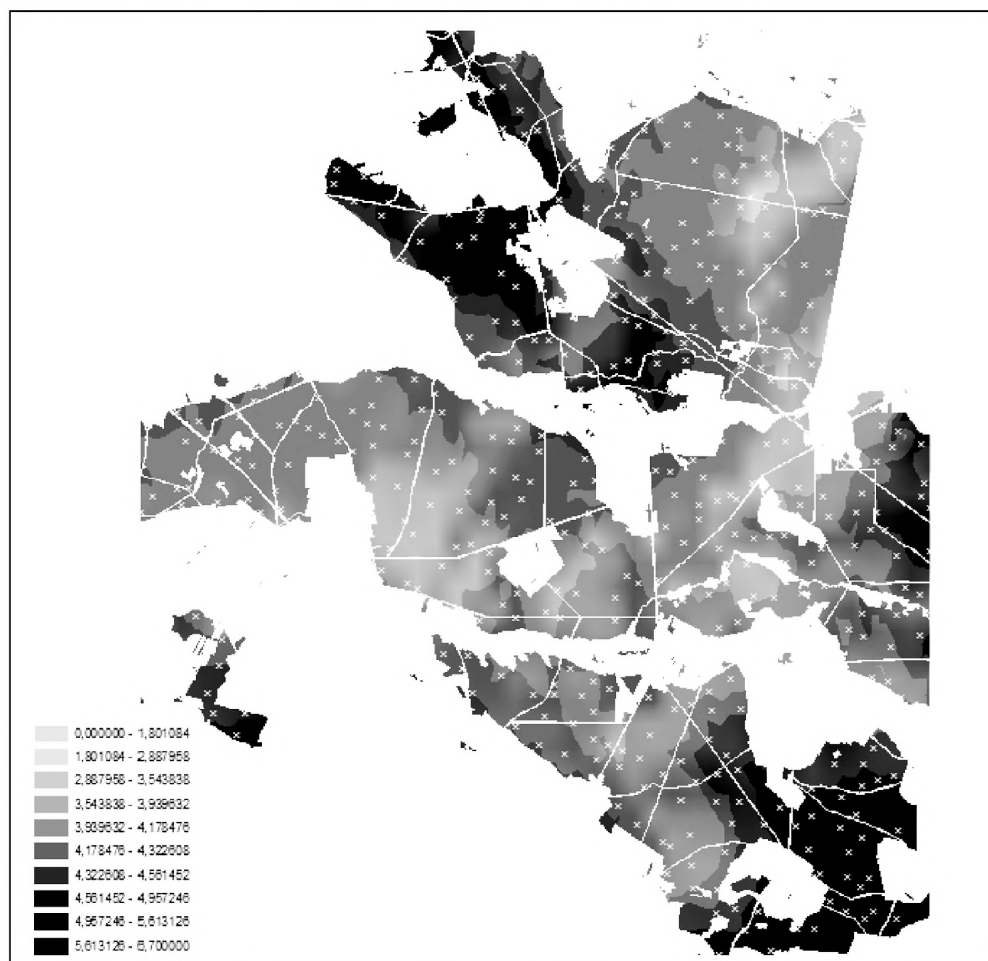 0,000000 - 1,801084
1,801084 - 2,887958
2,887958 - 3,543838
3,543838 - 3,939632
3,939632 - 4,178476
4,178476 - 4,322608
4,322608 - 4,561452
4,561452 - 4,957246
4,957246 - 5,613126
5,613126 - 6,700000